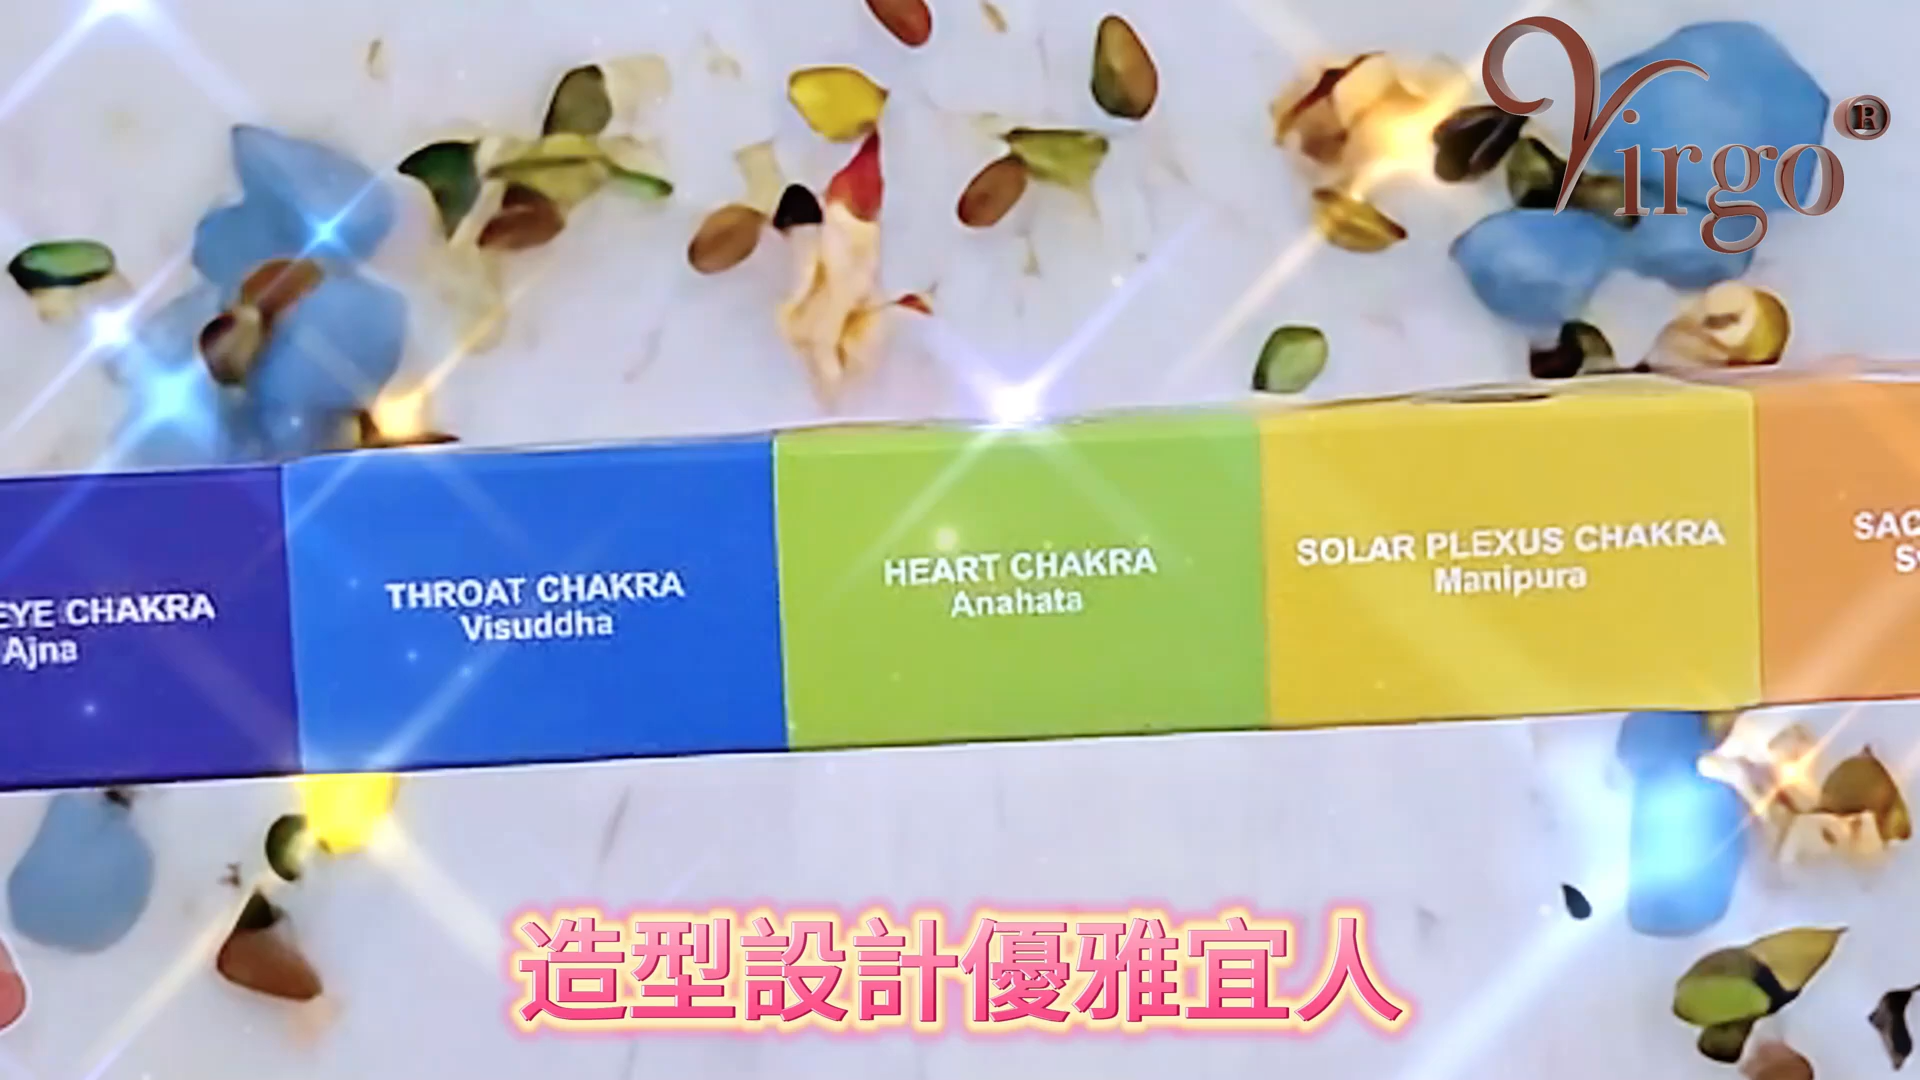 Virgo®
EYE CHAKRA
Ajna
THROAT CHAKRA
Visuddha
HEART CHAKRA
Anahata
SOLAR PLEXUS CHAKRA
Manipura
SAC
造型設計優雅宜人